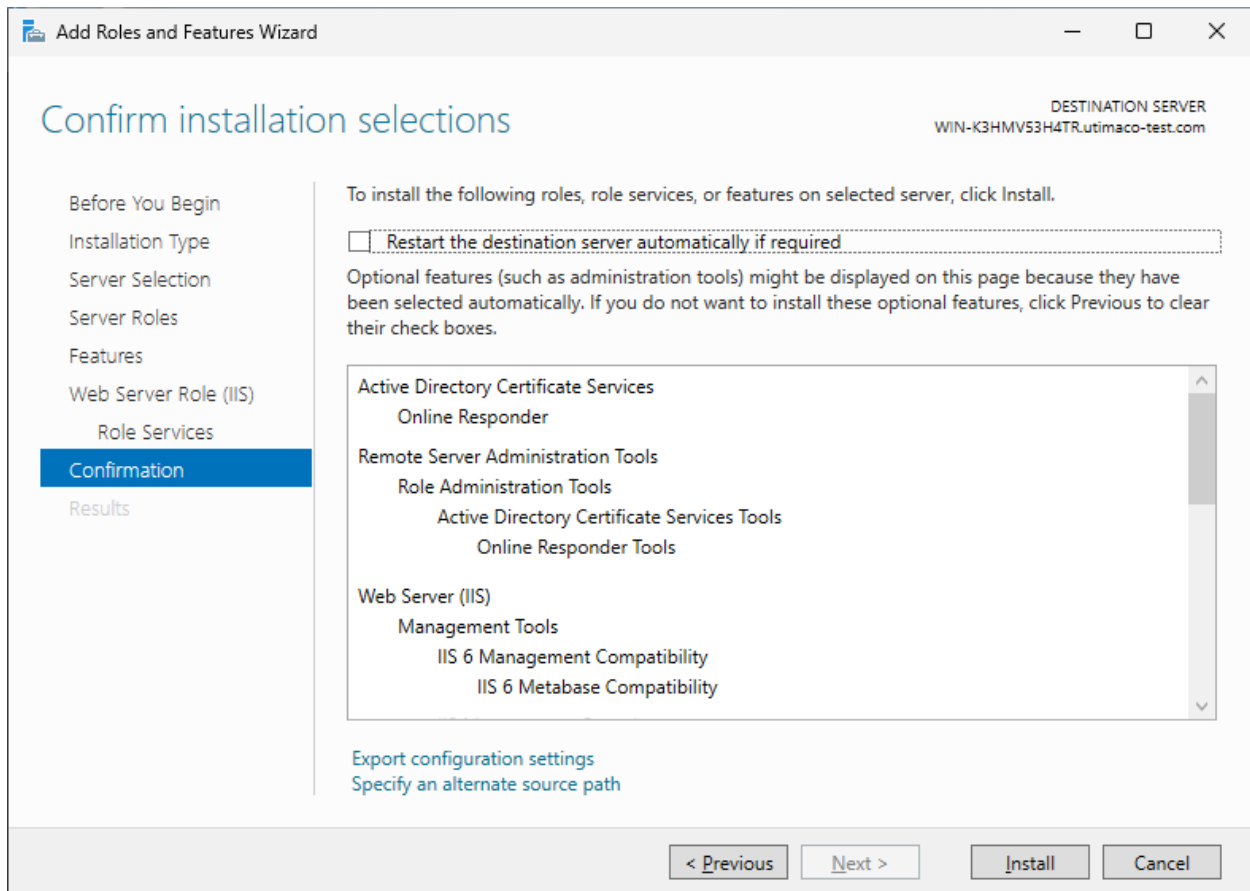 Add Roles and Features Wizard
Confirm installation selections
DESTINATION SERVER
WIN-K3HMV53H4TR.utimaco-test.com
Before You Begin
Installation Type
Server Selection
Server Roles
Features
Web Server Role (IIS)
Role Services
Confirmation
Results
To install the following roles, role services, or features on selected server, click Install.
Restart the destination server automatically if required
Optional features (such as administration tools) might be displayed on this page because they have
been selected automatically. If you do not want to install these optional features, click Previous to clear
their check boxes.
Active Directory Certificate Services
Online Responder
Remote Server Administration Tools
Role Administration Tools
Active Directory Certificate Services Tools
Online Responder Tools
Web Server (IIS)
Management Tools
IIS 6 Management Compatibility
IIS 6 Metabase Compatibility
Export configuration settings
Specify an alternate source path
< Previous
Next >
Install
Cancel